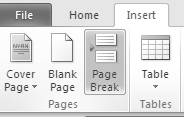 File Home Insert
Cover Blank Page Table
Page Page Break
Pages Tables